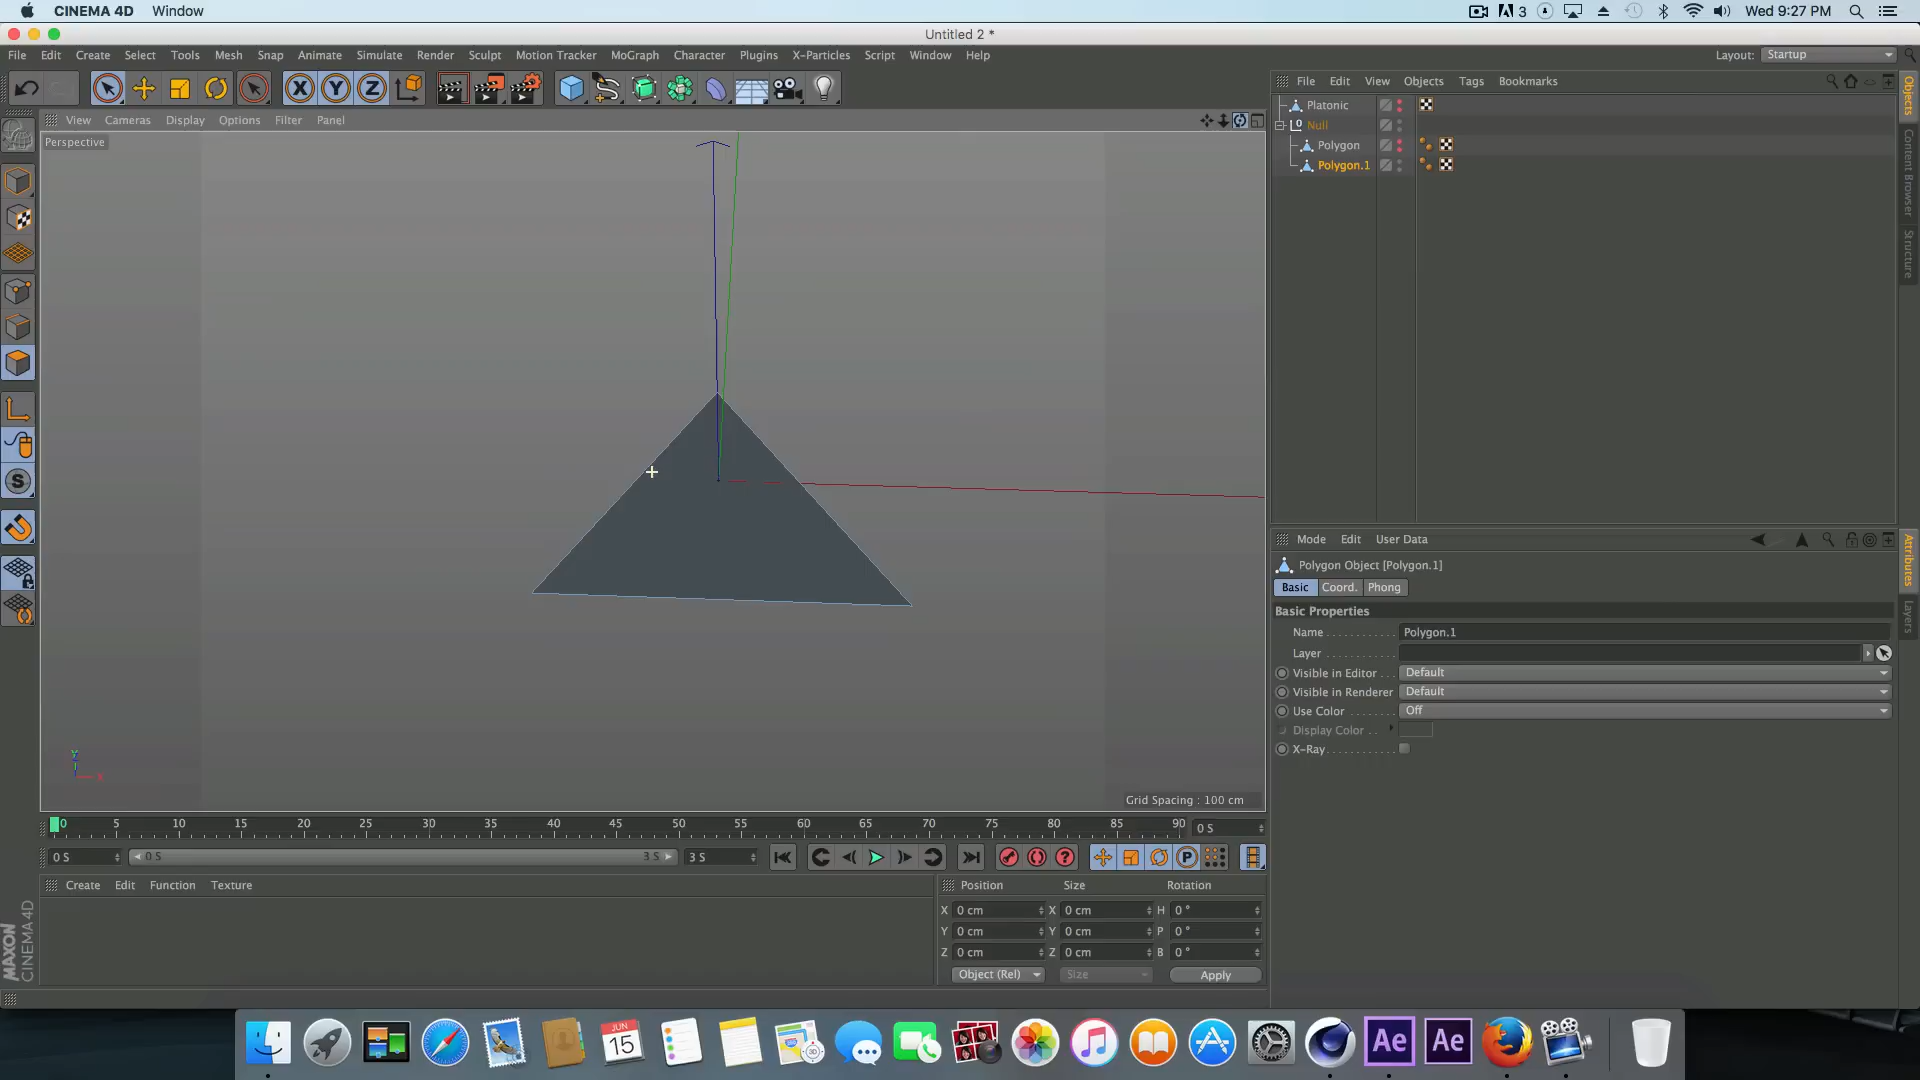 CINEMA 4D Window
3 Wed 9:27 PM
Untitled 2 *
File Edit Create Select Tools Mesh Snap Animate Simulate Render Sculpt Motion Tracker MoGraph Character Plugins X-Particles Script Window Help
Layout: Startup
X Y Z
File Edit View Objects Tags Bookmarks
View Cameras Display Options Filter Panel
Perspective
Platonic
Null
Polygon
Polygon.1
Objects
Content Browser
Structure
S
Mode Edit User Data
Polygon Object [Polygon.1]
Basic Coord. Phong
Basic Properties
Name Polygon.1
Layer
Visible in Editor Default
Visible in Renderer Default
Use Color Off
Display Color
X-Ray
Attributes
Layers
Y
X
Grid Spacing : 100 cm
0 5 10 15 20 25 30 35 40 45 50 55 60 65 70 75 80 85 90 0 S
0 S 0 S 3 S 3 S
P
Create Edit Function Texture
Position Size Rotation
X 0 cm X 0 cm H 0 °
Y 0 cm Y 0 cm P 0 °
Z 0 cm Z 0 cm B 0 °
Object (Rel) Size Apply
MAXON
CINEMA 4D
JUN
15
Ae Ae